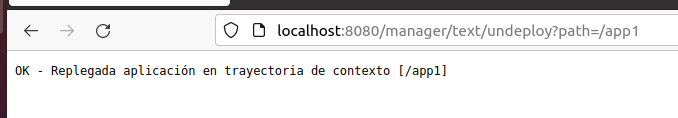 localhost:8080/manager/text/undeploy?path=/app1
OK - Replegada aplicación en trayectoria de contexto [/app1]